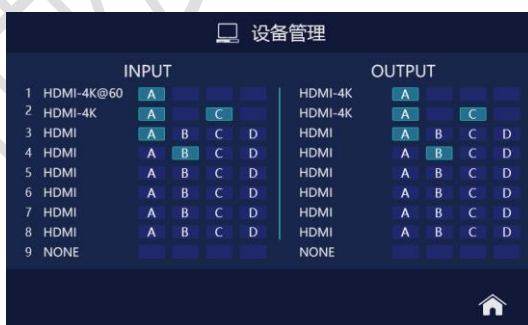 设备管理
INPUT OUTPUT
1 HDMI-4K@60 A HDMI-4K A
2 HDMI-4K A C HDMI-4K A C
3 HDMI A B C D HDMI A B C D
4 HDMI A B C D HDMI A B C D
5 HDMI A B C D HDMI A B C D
6 HDMI A B C D HDMI A B C D
7 HDMI A B C D HDMI A B C D
8 HDMI A B C D HDMI A B C D
9 NONE NONE